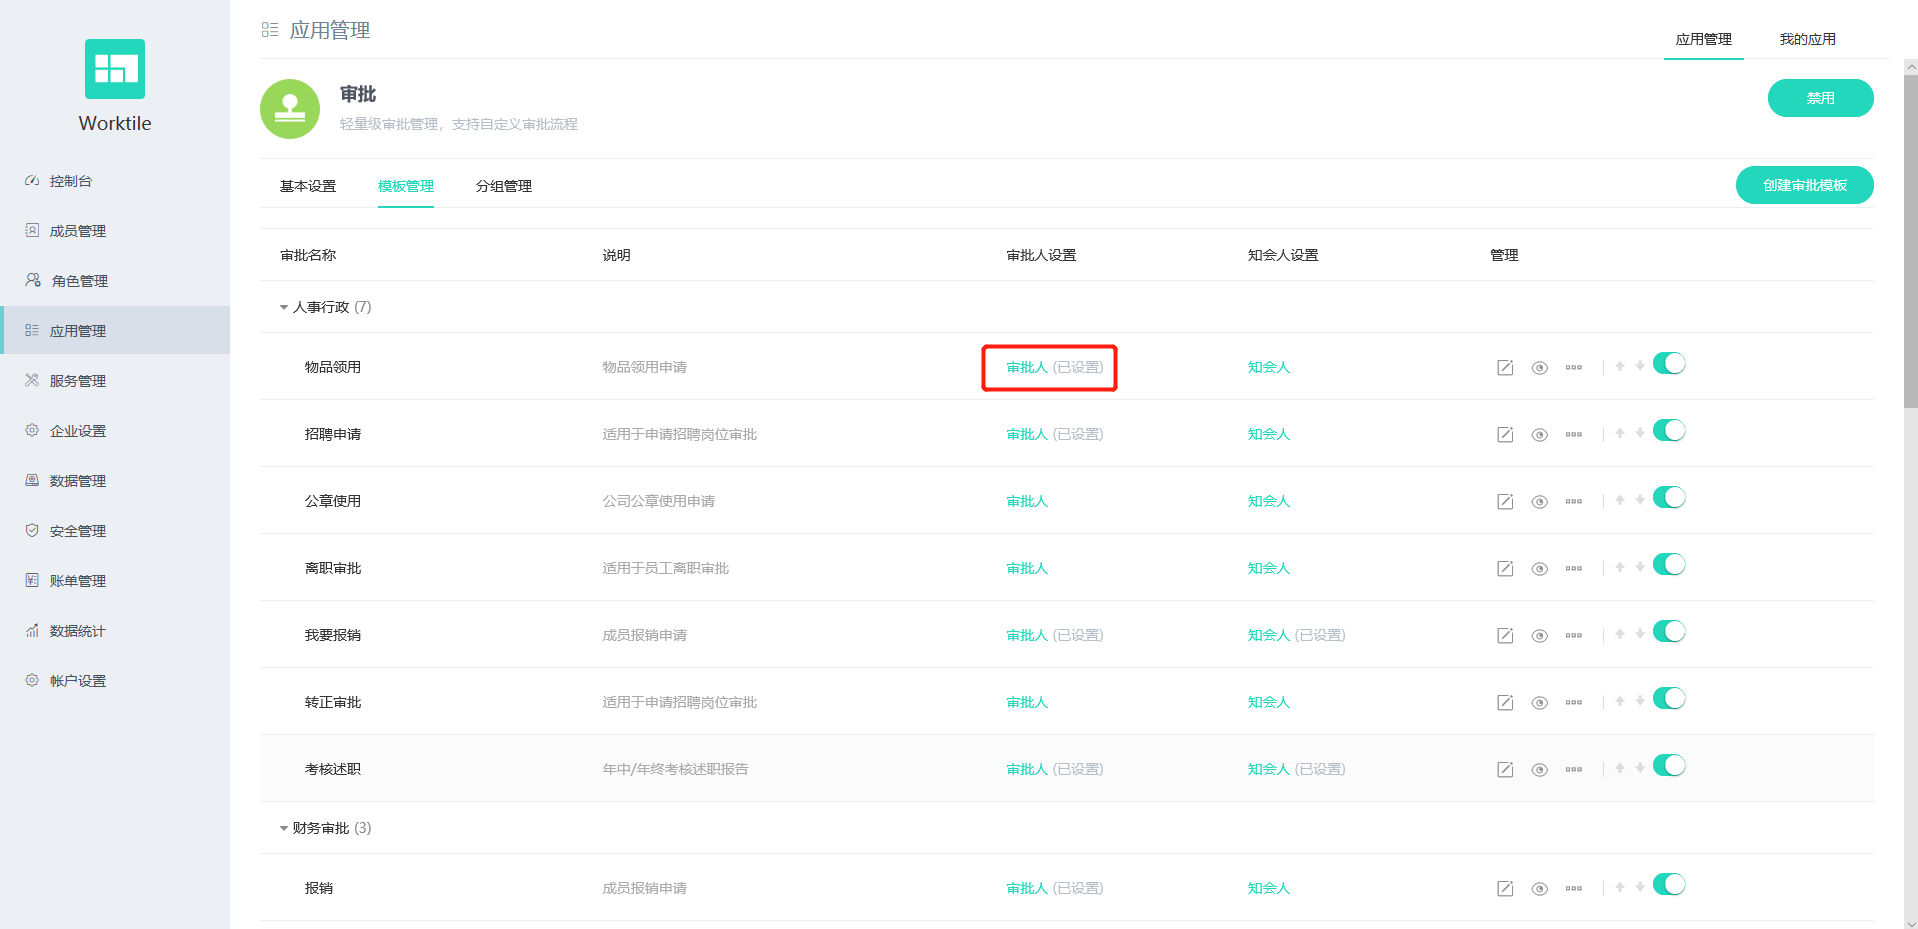 Worktile
控制台
成员管理
角色管理
应用管理
服务管理
企业设置
数据管理
安全管理
账单管理
数据统计
帐户设置
应用管理
应用管理 我的应用
审批
轻量级审批管理，支持自定义审批流程
禁用
基本设置 模板管理 分组管理
创建审批模板
审批名称 说明 审批人设置 知会人设置 管理
人事行政 (7)
物品领用 物品领用申请 审批人 (已设置) 知会人
招聘申请 适用于申请招聘岗位审批 审批人 (已设置) 知会人
公章使用 公司公章使用申请 审批人 知会人
离职审批 适用于员工离职审批 审批人 知会人
我要报销 成员报销申请 审批人 (已设置) 知会人 (已设置)
转正审批 适用于申请招聘岗位审批 审批人 知会人
考核述职 年中/年终考核述职报告 审批人 (已设置) 知会人 (已设置)
财务审批 (3)
报销 成员报销申请 审批人 (已设置) 知会人